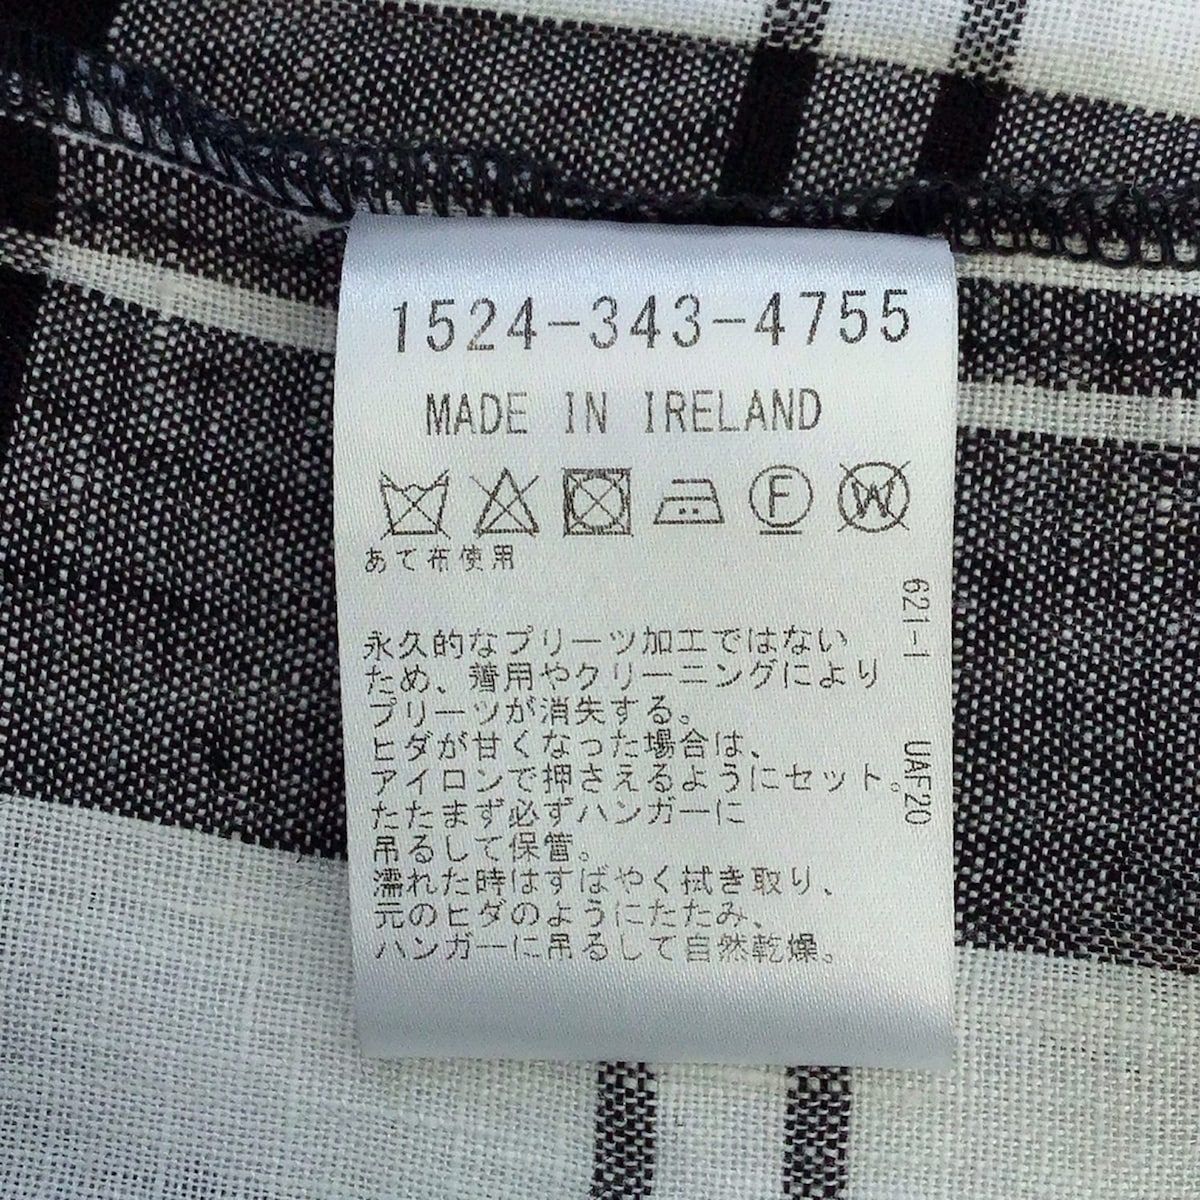 1524-343-4755
MADE IN IRELAND
F W
あて布使用
永久的なプリーツ加工ではない
ため、着用やクリーニングにより
プリーツが消失する。
ヒダが甘くなった場合は、
アイロンで押さえるようにセット。
たたまず必ずハンガーに
吊るして保管。
濡れた時はすばやく拭き取り、
元のヒダのようにたたみ、
ハンガーに吊るして自然乾燥。
621-1 UAF20